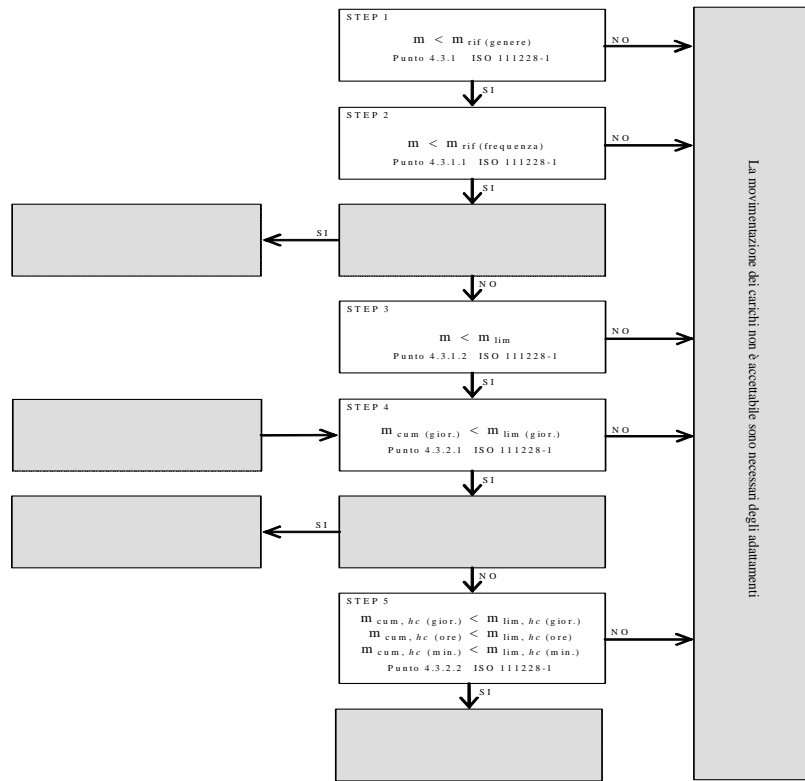 STEP 1
m < m rif (genere)
Punto 4.3.1 ISO 111228-1
NO
SI
STEP 2
m < m rif (frequenza)
Punto 4.3.1.1 ISO 111228-1
NO
SI
SI
NO
STEP 3
m < m lim
Punto 4.3.1.2 ISO 111228-1
NO
SI
STEP 4
m cum (gior.) < m lim (gior.)
Punto 4.3.2.1 ISO 111228-1
NO
SI
SI
NO
STEP 5
m cum, hc (gior.) < m lim, hc (gior.)
m cum, hc (ore) < m lim, hc (ore)
m cum, hc (min.) < m lim, hc (min.)
Punto 4.3.2.2 ISO 111228-1
NO
SI
La movimentazione dei carichi non è accettabile sono necessari degli adattamenti